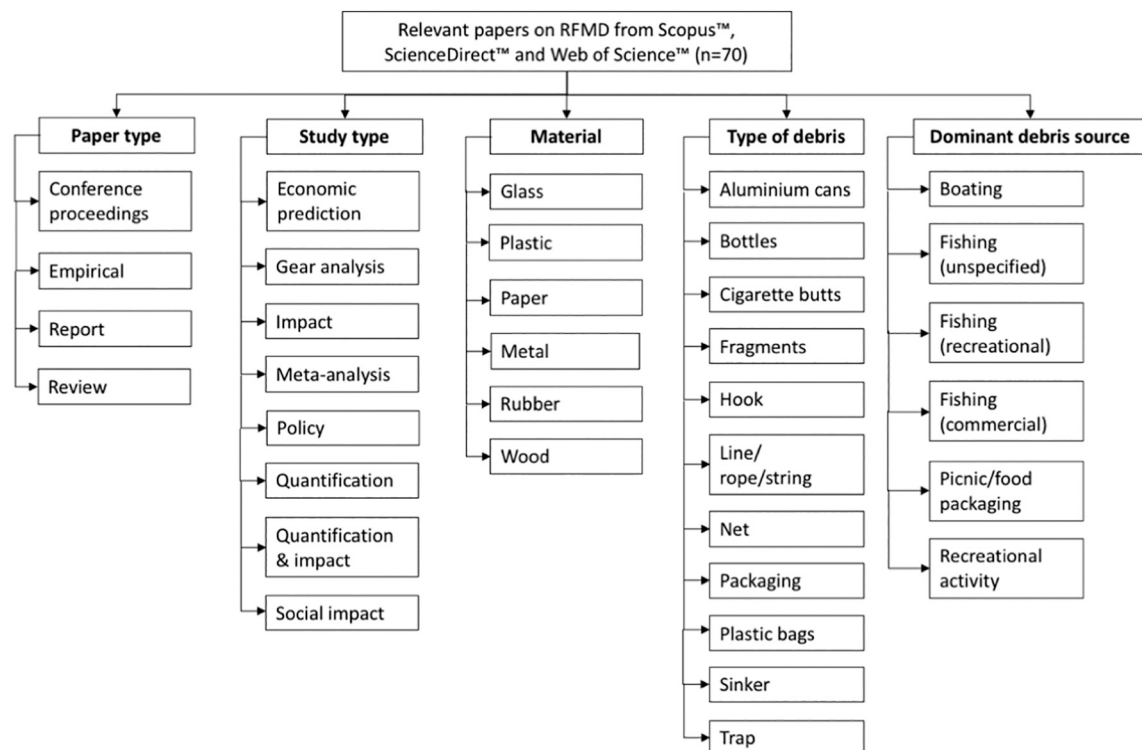 Relevant papers on RFMD from Scopus™,
ScienceDirect™ and Web of Science™ (n=70)
Paper type
Conference
proceedings
Empirical
Report
Review
Study type
Economic
prediction
Gear analysis
Impact
Meta-analysis
Policy
Quantification
Quantification
& impact
Social impact
Material
Glass
Plastic
Paper
Metal
Rubber
Wood
Type of debris
Aluminium cans
Bottles
Cigarette butts
Fragments
Hook
Line/
rope/string
Net
Packaging
Plastic bags
Sinker
Trap
Dominant debris source
Boating
Fishing
(unspecified)
Fishing
(recreational)
Fishing
(commercial)
Picnic/food
packaging
Recreational
activity